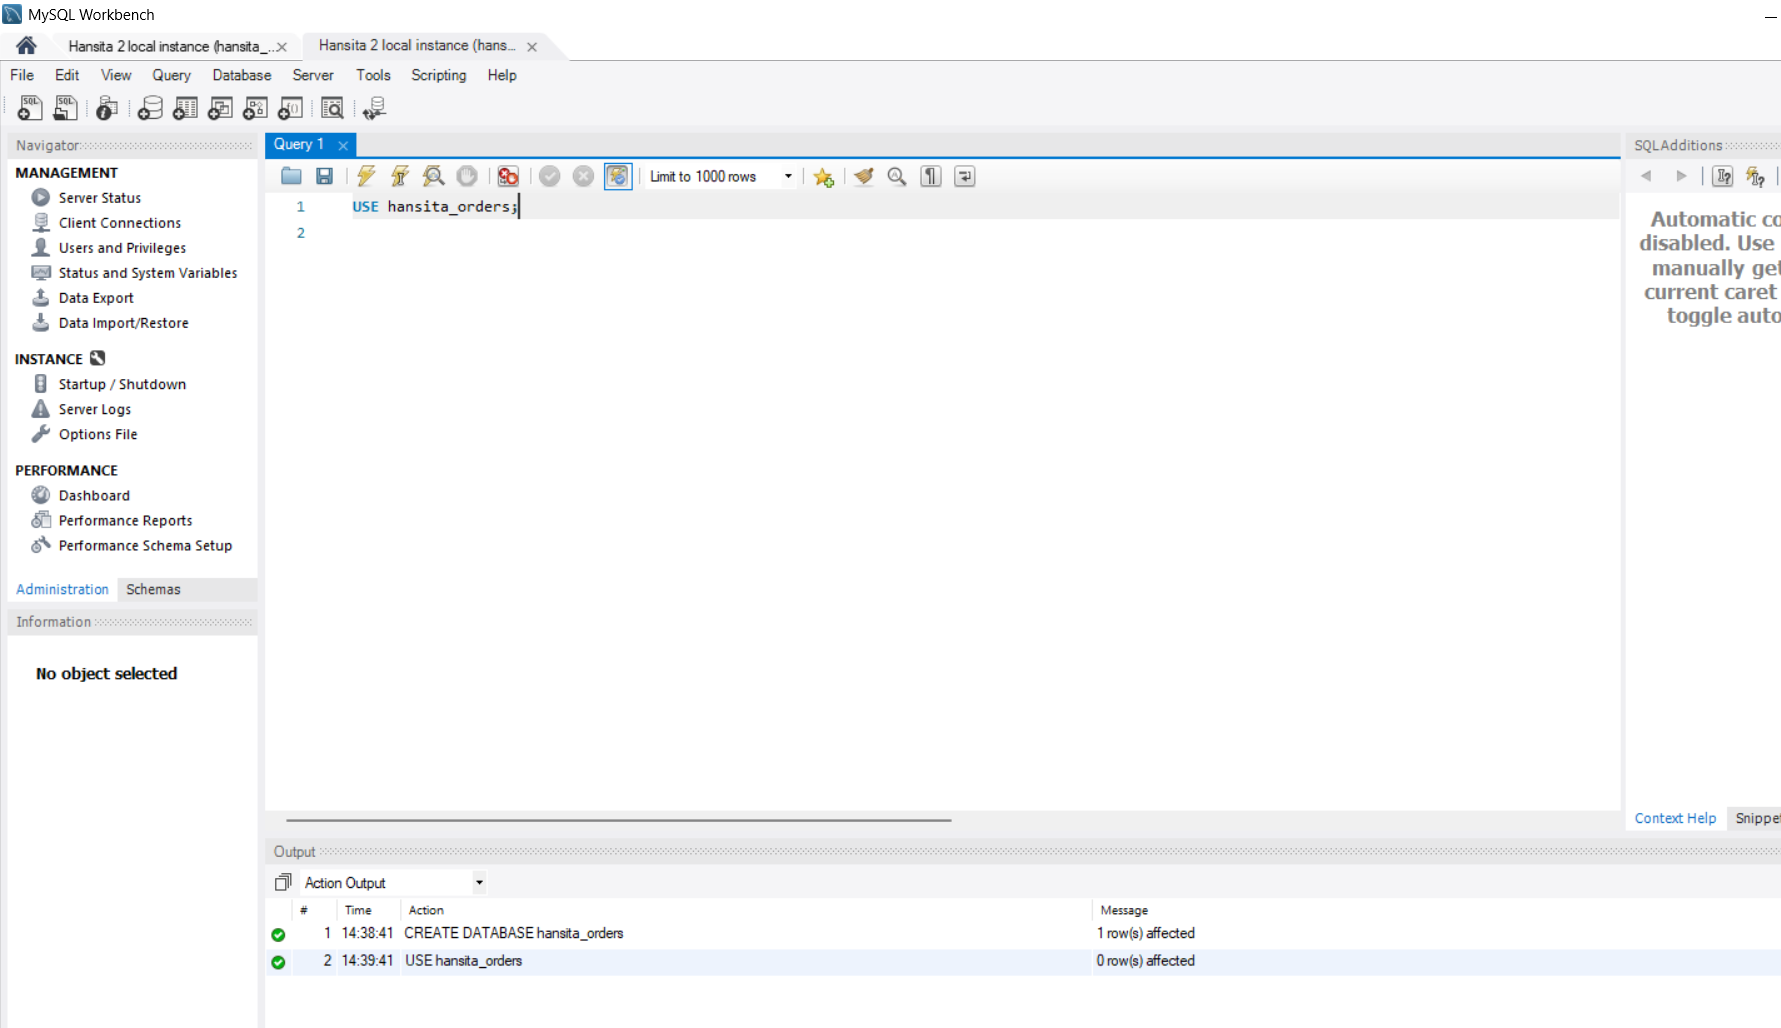 MySQL Workbench
Hansita 2 local instance (hansita_...
Hansita 2 local instance (hans...
File Edit View Query Database Server Tools Scripting Help
Navigator
MANAGEMENT
Server Status
Client Connections
Users and Privileges
Status and System Variables
Data Export
Data Import/Restore
INSTANCE
Startup / Shutdown
Server Logs
Options File
PERFORMANCE
Dashboard
Performance Reports
Performance Schema Setup
Administration Schemas
Information
No object selected
Query 1
Limit to 1000 rows
1 USE hansita_orders;
2
SQLAdditions
Automatic co
disabled. Use
manually get
current caret
toggle auto
Context Help Snippet
Output
Action Output
# Time Action Message
1 14:38:41 CREATE DATABASE hansita_orders 1 row(s) affected
2 14:39:41 USE hansita_orders 0 row(s) affected